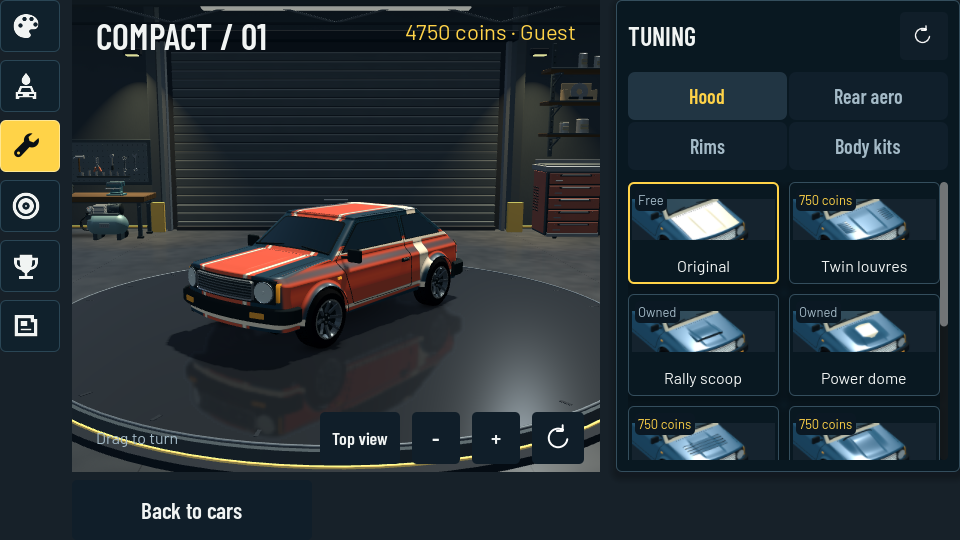 COMPACT / 01
4750 coins · Guest
Drag to turn
Top view
-
+
Back to cars
TUNING
Hood
Rear aero
Rims
Body kits
Free
Original
750 coins
Twin louvres
Owned
Rally scoop
Owned
Power dome
750 coins
750 coins